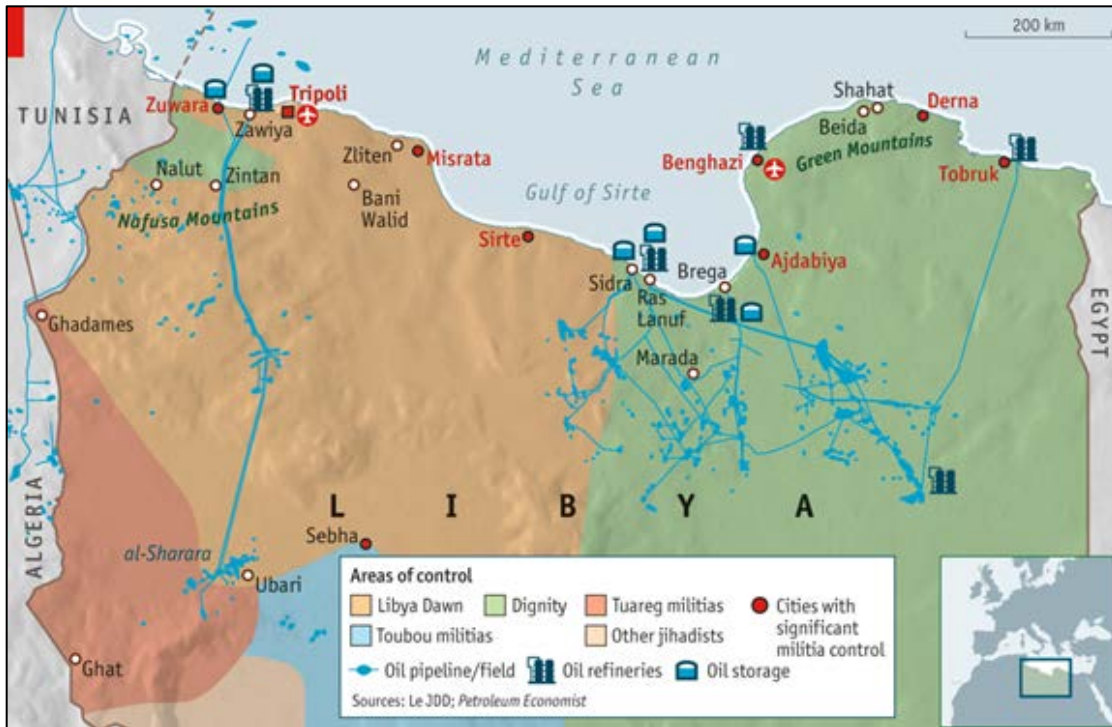 200 km
Mediterranean
Sea
TUNISIA
Zuwara
Zawiya
Tripoli
Shahat
Beida
Derna
Green Mountains
Benghazi
Tobruk
Zliten
Misrata
Nalut
Zintan
Nafusa Mountains
Bani
Walid
Gulf of Sirte
Sirte
Sidra
Ras
Lanuf
Brega
Ajdabiya
EGYPT
Ghadames
Marada
ALGERIA
L I B Y A
Sebha
al-Sharara
Ubari
Ghat
Areas of control
Libya Dawn
Dignity
Tuareg militias
Cities with
significant
militia control
Toubou militias
Other jihadists
Oil pipeline/field
Oil refineries
Oil storage
Sources: Le JDD; Petroleum Economist